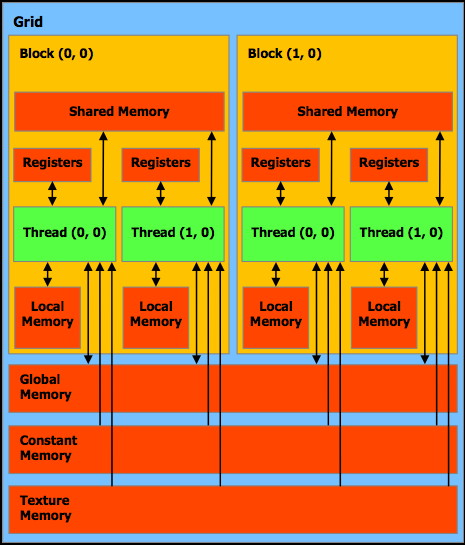 Grid
Block (0, 0)
Block (1, 0)
Shared Memory
Shared Memory
Registers
Registers
Registers
Registers
Thread (0, 0)
Thread (1, 0)
Thread (0, 0)
Thread (1, 0)
Local
Memory
Local
Memory
Local
Memory
Local
Memory
Global
Memory
Constant
Memory
Texture
Memory